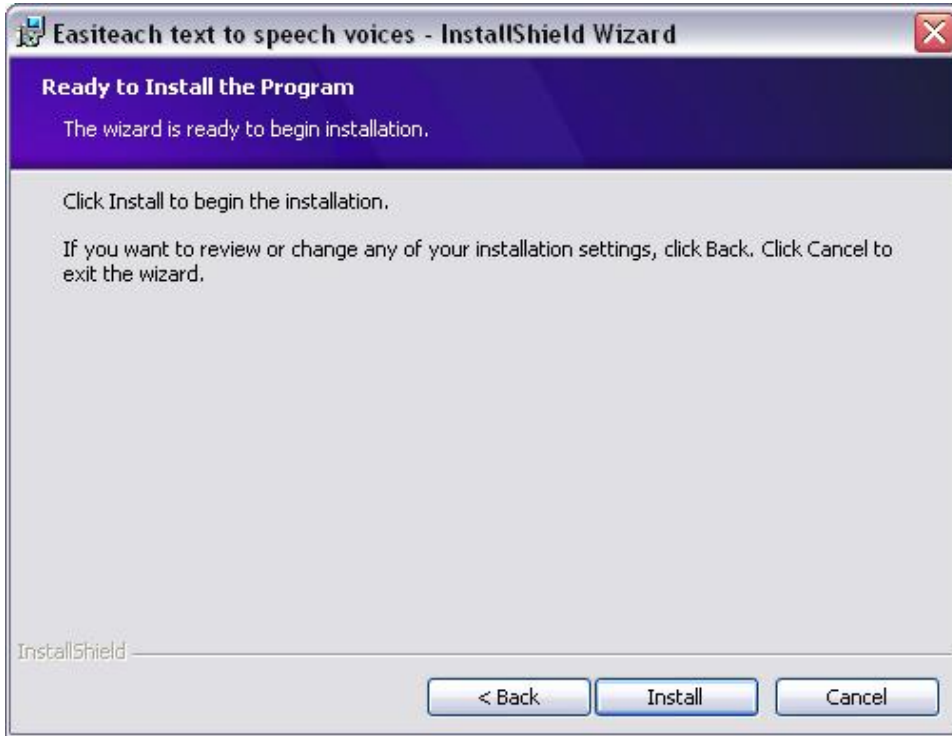 Easiteach text to speech voices - InstallShield Wizard
Ready to Install the Program
The wizard is ready to begin installation.
Click Install to begin the installation.
If you want to review or change any of your installation settings, click Back. Click Cancel to
exit the wizard.
InstallShield
< Back
Install
Cancel